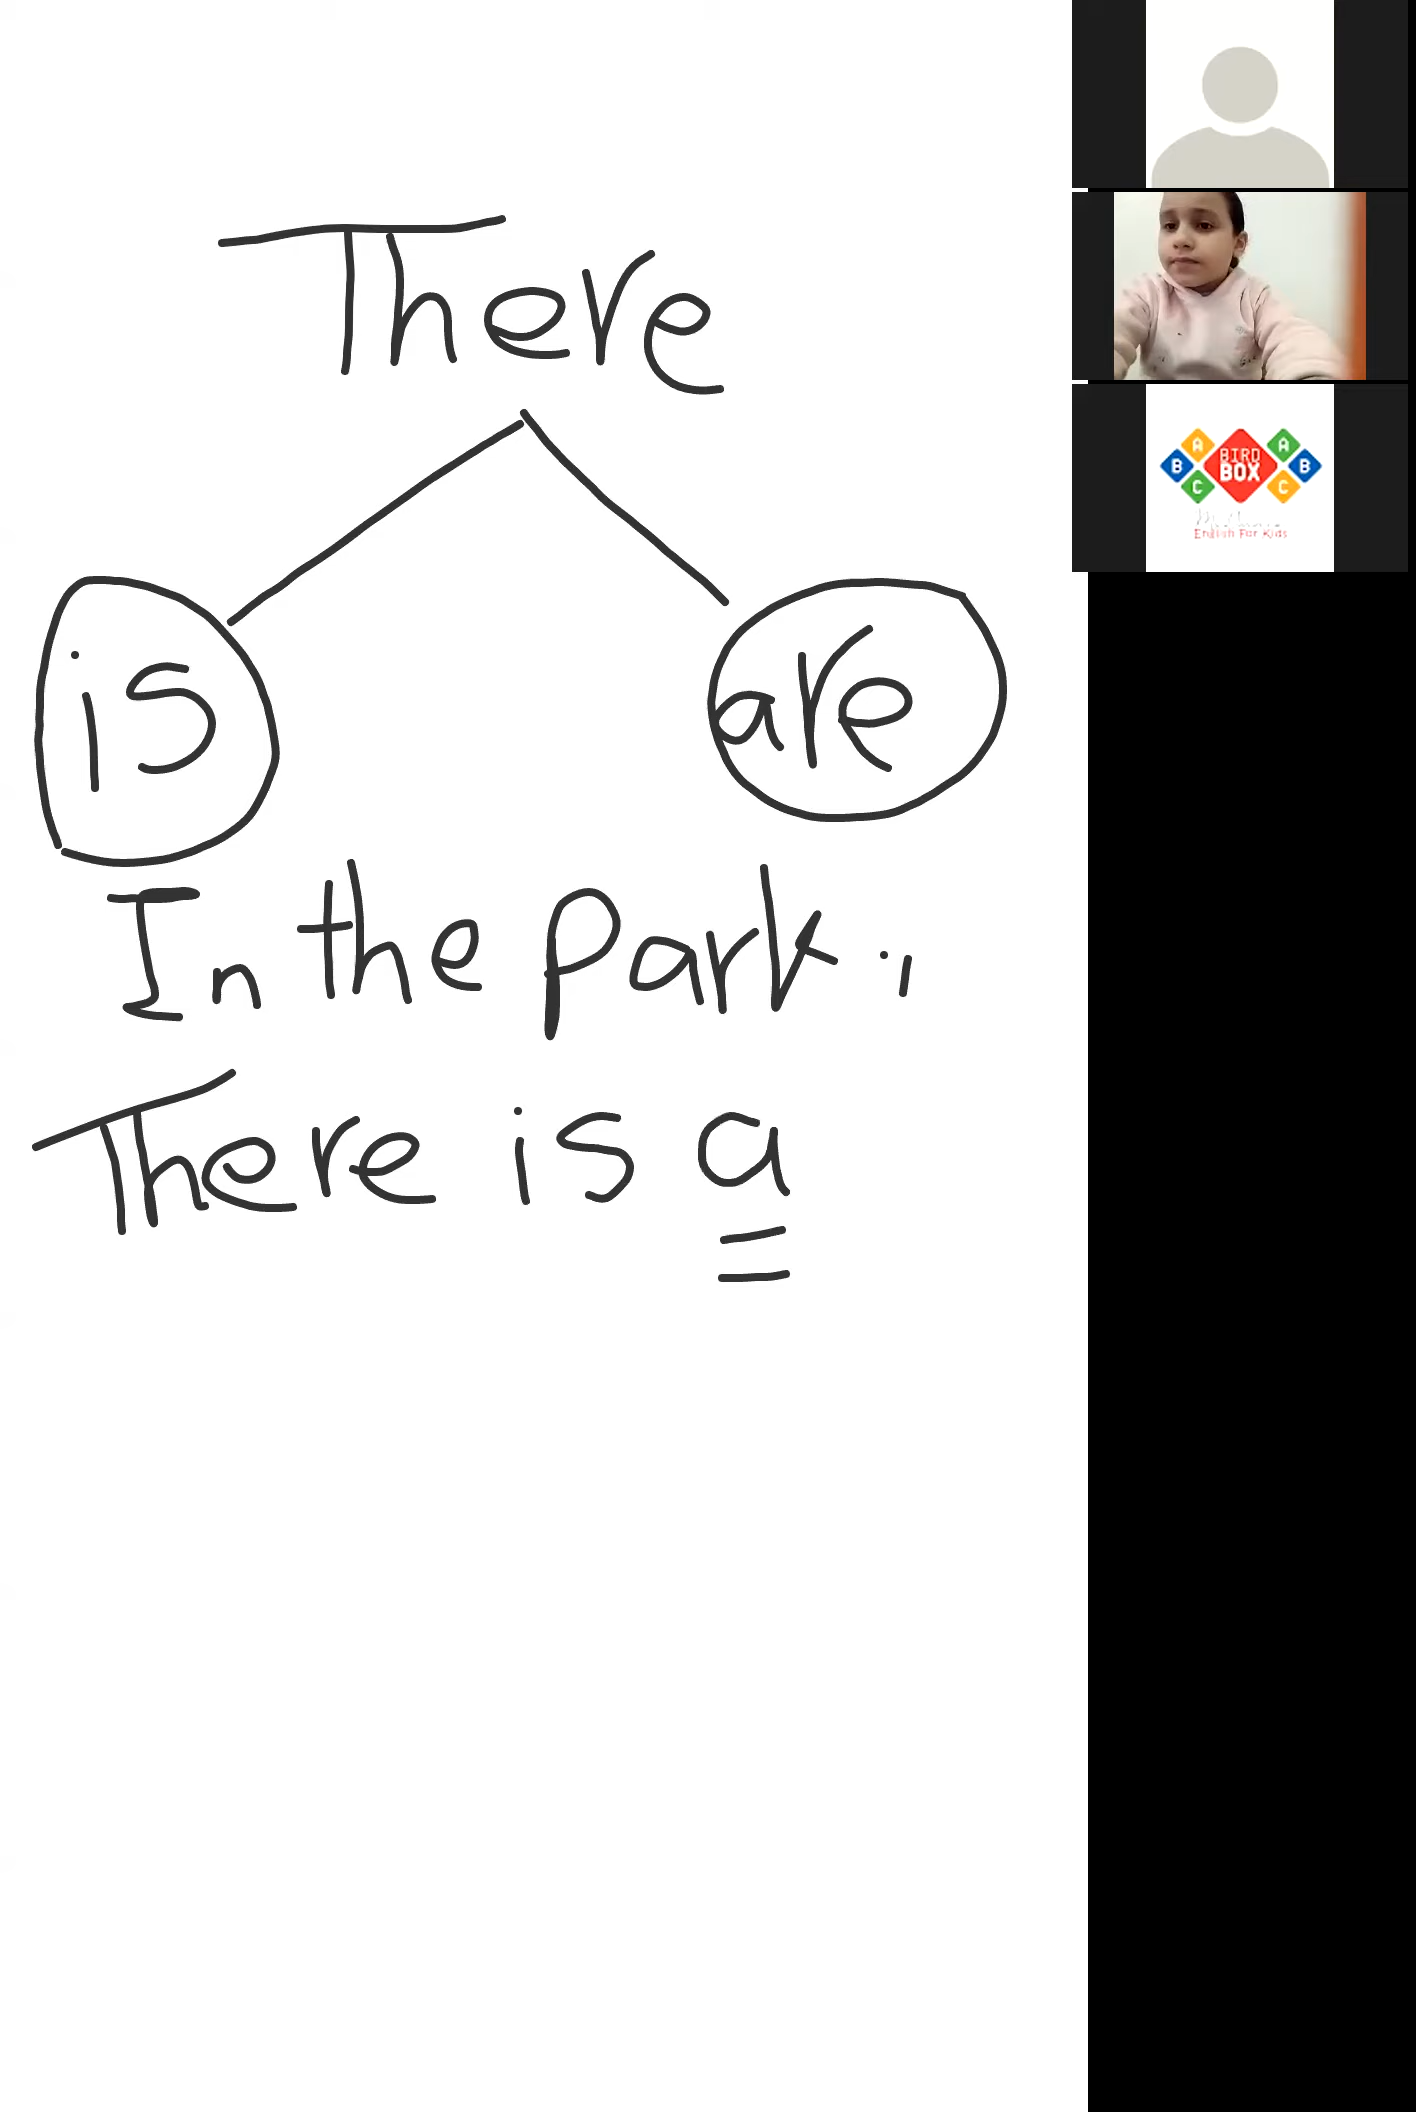 There
is are
In the park.,
There is a
A A
B BIRD BOX B
C C
English For Kids